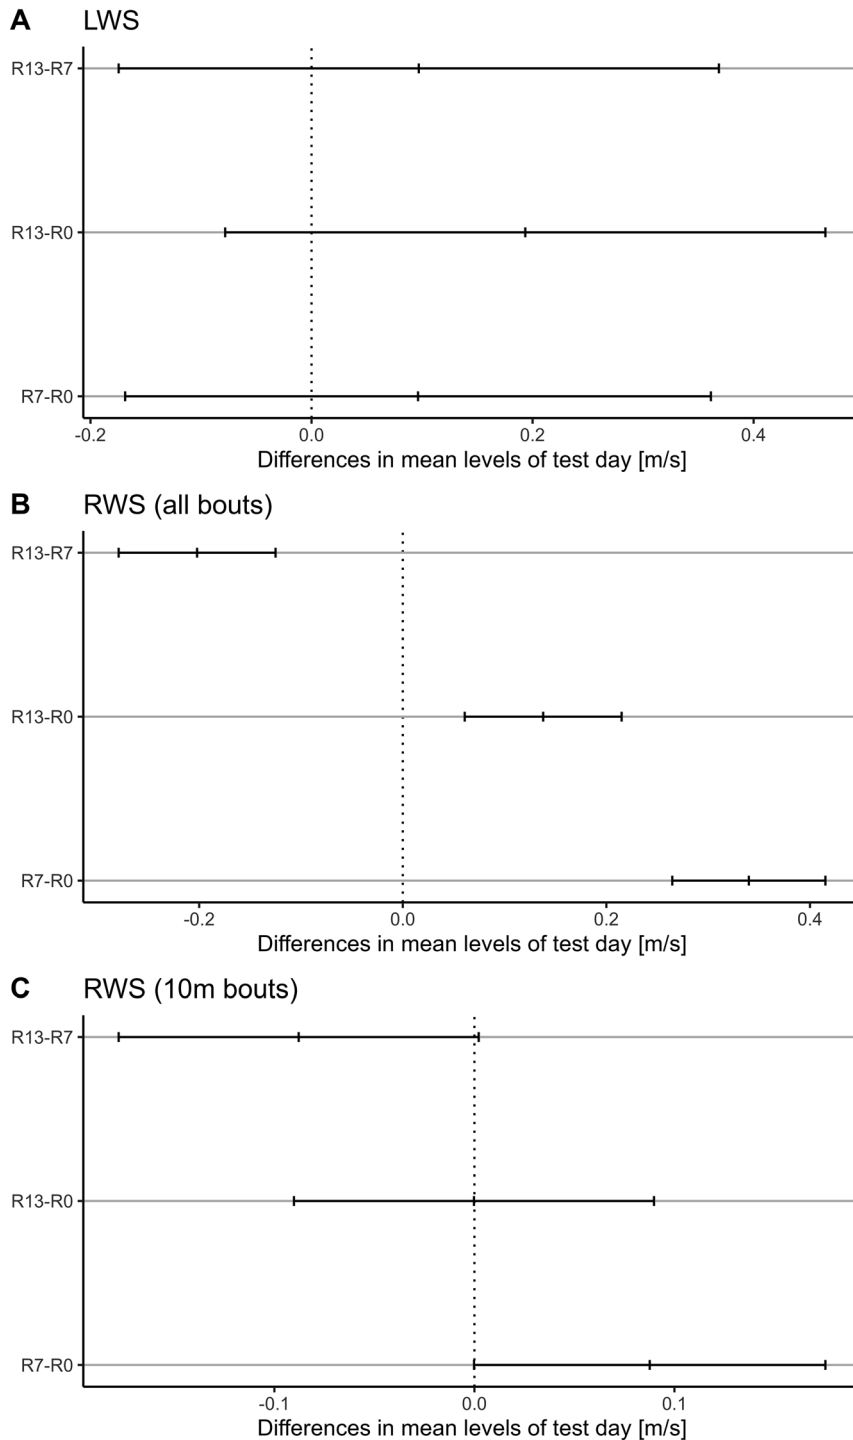 A LWS
R13-R7
R13-R0
R7-R0
-0.2 0.0 0.2 0.4
Differences in mean levels of test day [m/s]
B RWS (all bouts)
R13-R7
R13-R0
R7-R0
-0.2 0.0 0.2 0.4
Differences in mean levels of test day [m/s]
C RWS (10m bouts)
R13-R7
R13-R0
R7-R0
-0.1 0.0 0.1
Differences in mean levels of test day [m/s]